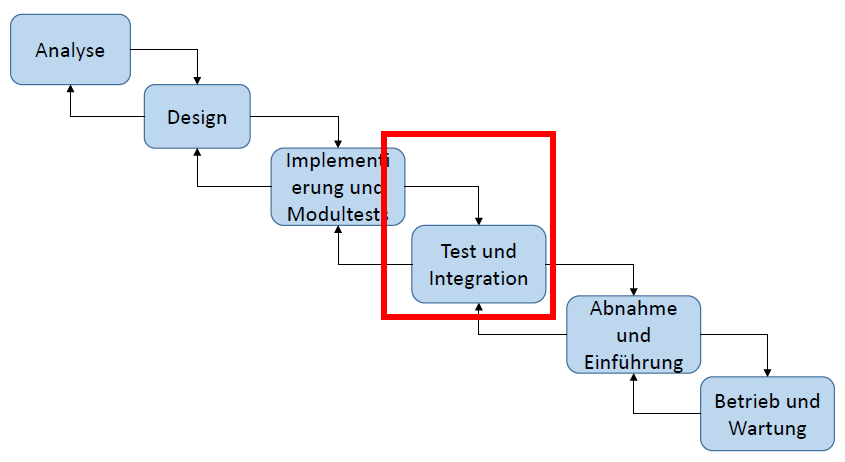 Analyse
Design
Implementi
erung und
Modultests
Test und
Integration
Abnahme
und
Einführung
Betrieb und
Wartung